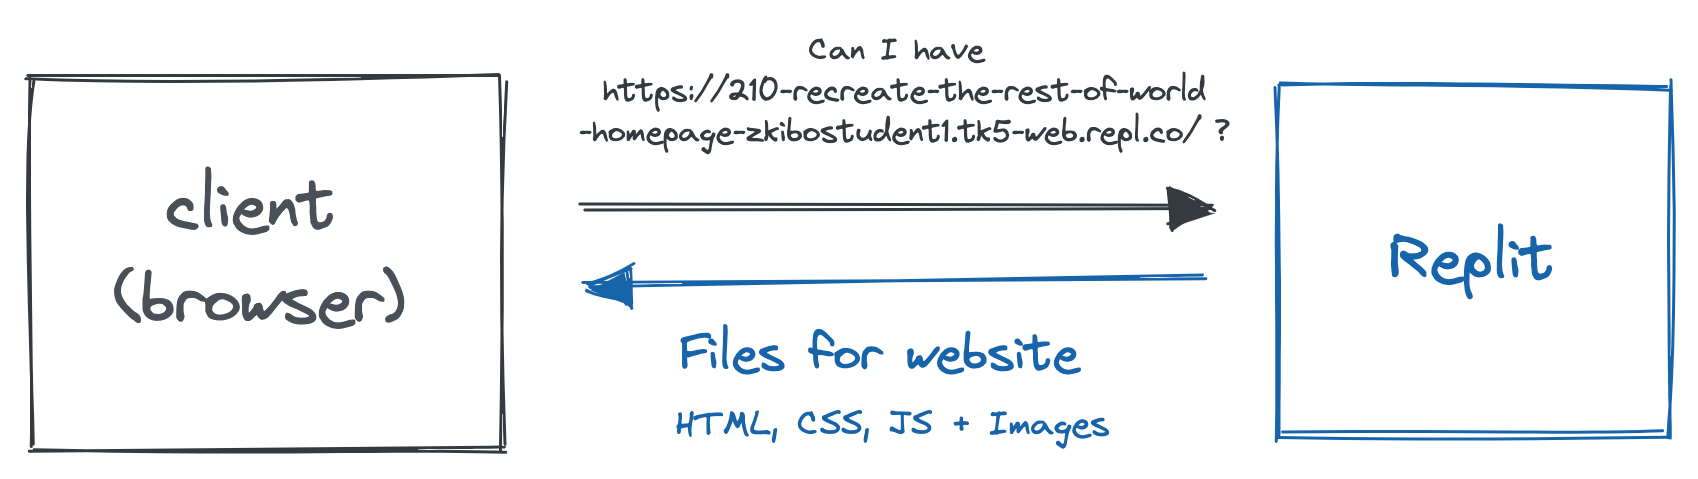 Can I have
https://210-recreate-the-rest-of-world
-homepage-zkibostudent1.tk5-web.repl.co/ ?
client
(browser)
Replit
Files for website
HTML, CSS, JS + Images